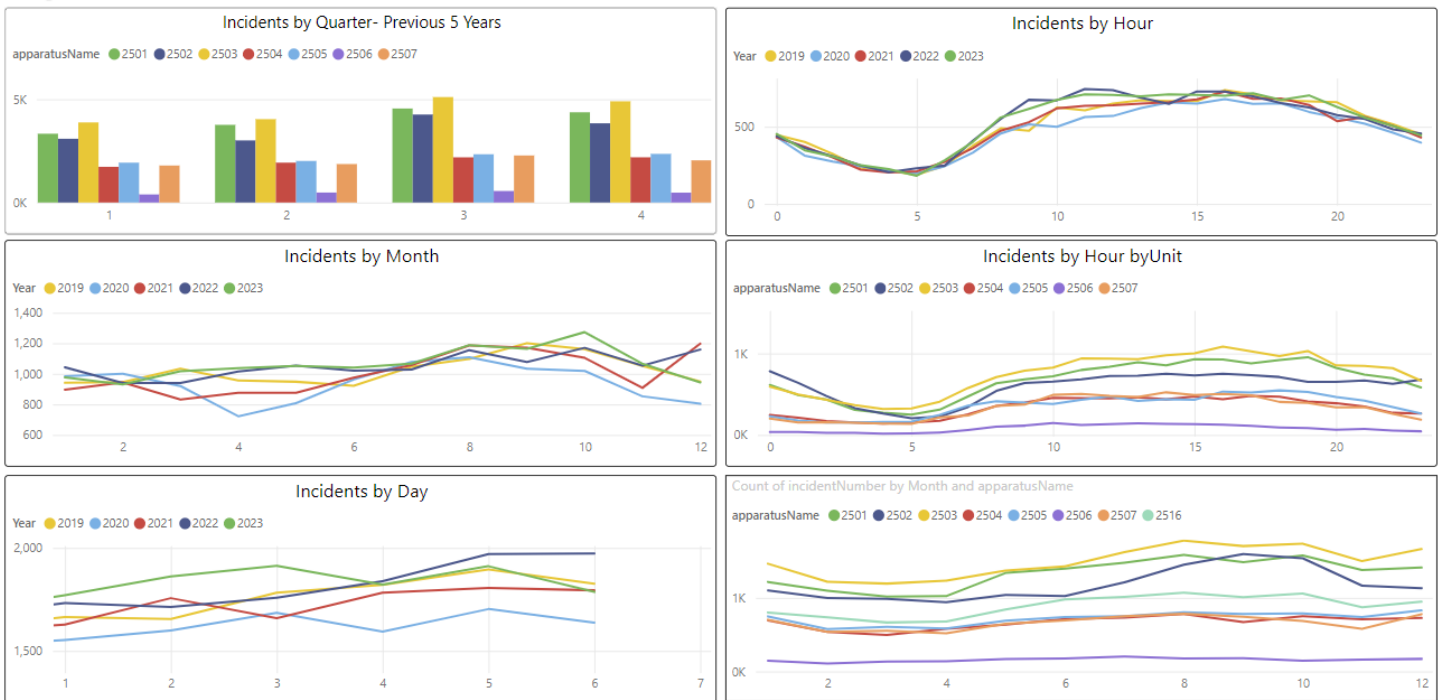 Incidents by Quarter- Previous 5 Years
apparatusName 2501 2502 2503 2504 2505 2506 2507
5K
0K
1 2 3 4
Incidents by Hour
Year 2019 2020 2021 2022 2023
500
0
0 5 10 15 20
Incidents by Month
Year 2019 2020 2021 2022 2023
1,400
1,200
1,000
800
600
2 4 6 8 10 12
Incidents by Hour byUnit
apparatusName 2501 2502 2503 2504 2505 2506 2507
1K
0K
0 5 10 15 20
Incidents by Day
Year 2019 2020 2021 2022 2023
2,000
1,500
1 2 3 4 5 6 7
Count of incidentNumber by Month and apparatusName
apparatusName 2501 2502 2503 2504 2505 2506 2507 2516
1K
0K
2 4 6 8 10 12